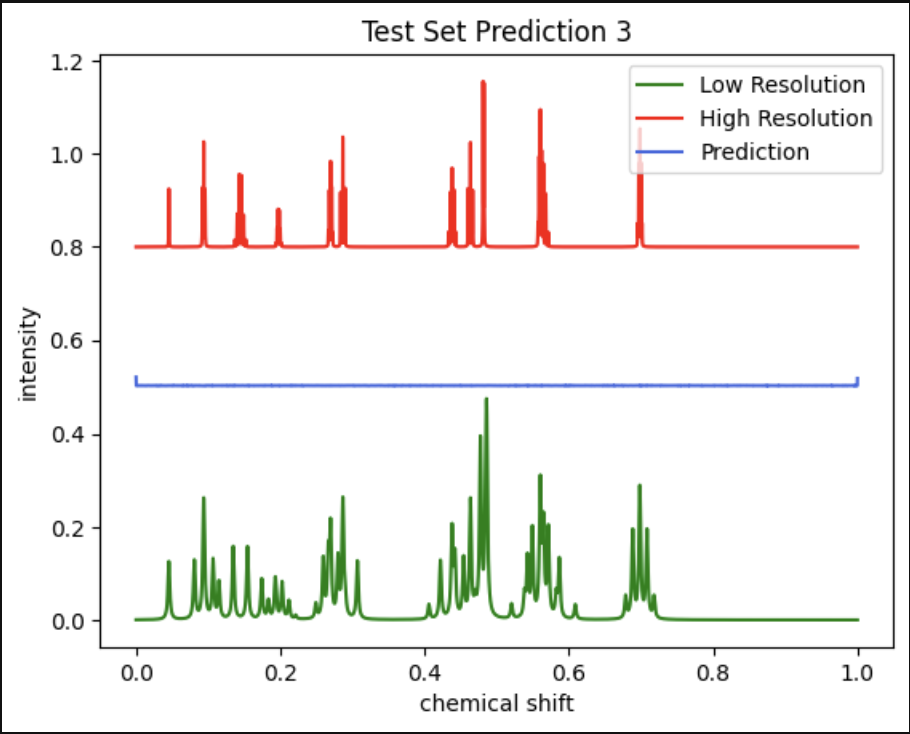 Test Set Prediction 3
Low Resolution
High Resolution
Prediction
1.2
1.0
0.8
0.6
0.4
0.2
0.0
intensity
0.0 0.2 0.4 0.6 0.8 1.0
chemical shift